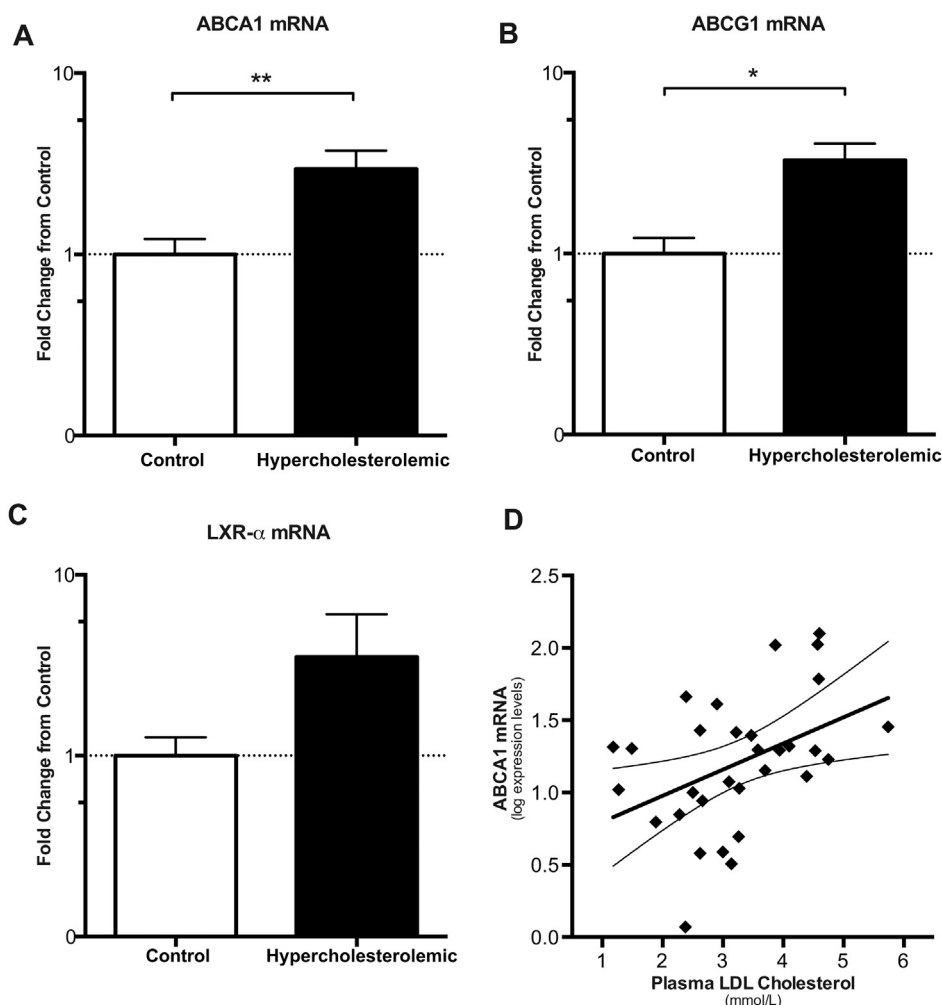 A
ABCA1 mRNA
**
10
1
0
Fold Change from Control
Control
Hypercholesterolemic
B
ABCG1 mRNA
*
10
1
0
Fold Change from Control
Control
Hypercholesterolemic
C
LXR-α mRNA
10
1
0
Fold Change from Control
Control
Hypercholesterolemic
D
2.5
2.0
1.5
1.0
0.5
0.0
ABCA1 mRNA
(log expression levels)
1 2 3 4 5 6
Plasma LDL Cholesterol
(mmol/L)